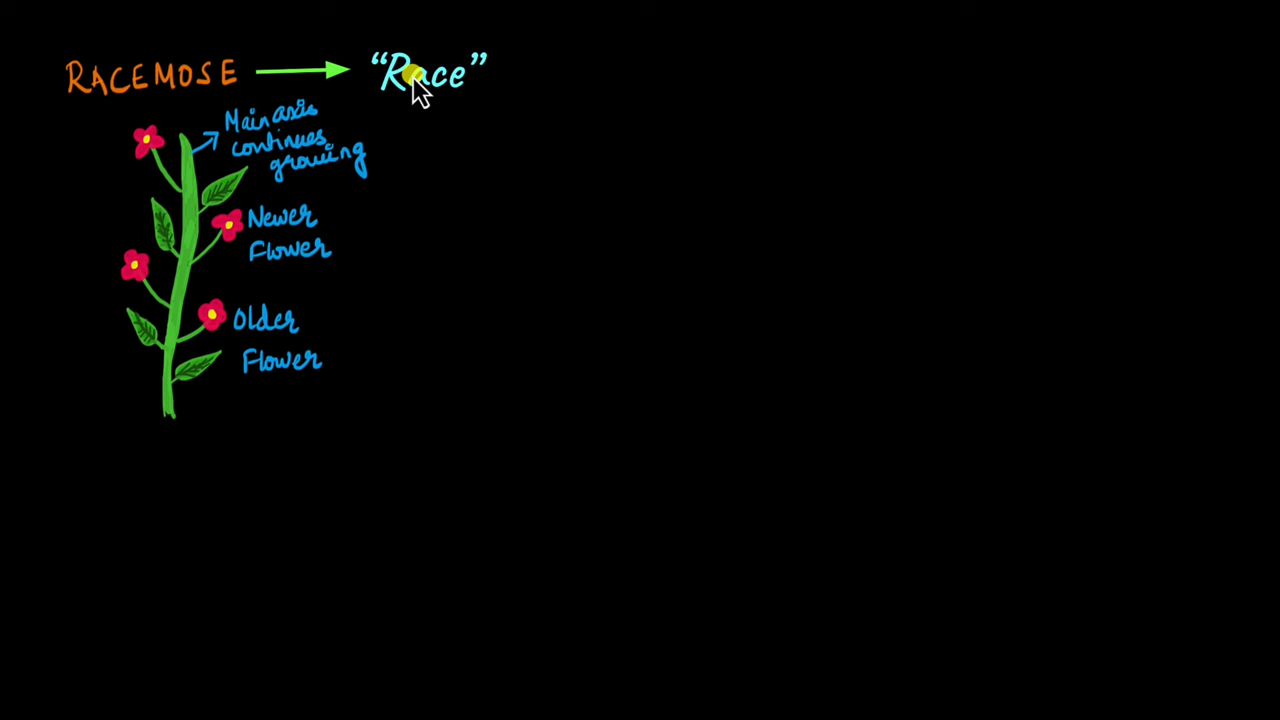 RACEMOSE “Race”
Main axis
continues
growing
Newer
Flower
Older
Flower